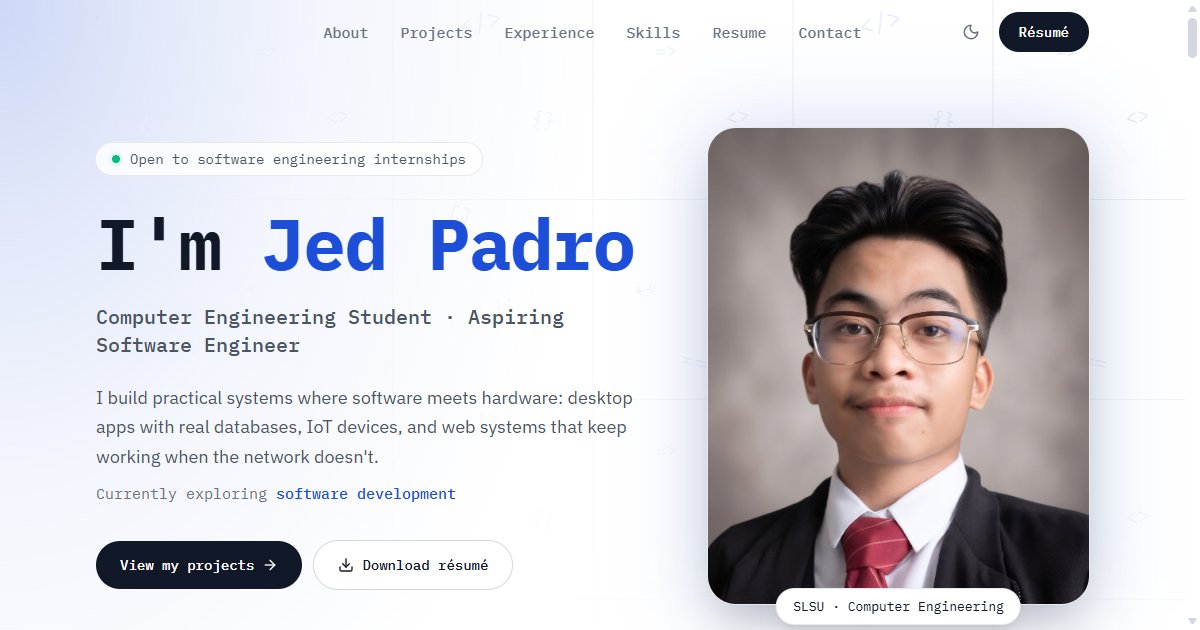 About Projects Experience Skills Resume Contact Résumé
Open to software engineering internships
I'm Jed Padro
Computer Engineering Student · Aspiring
Software Engineer
I build practical systems where software meets hardware: desktop
apps with real databases, IoT devices, and web systems that keep
working when the network doesn't.
Currently exploring software development
View my projects →
Download résumé
SLSU · Computer Engineering